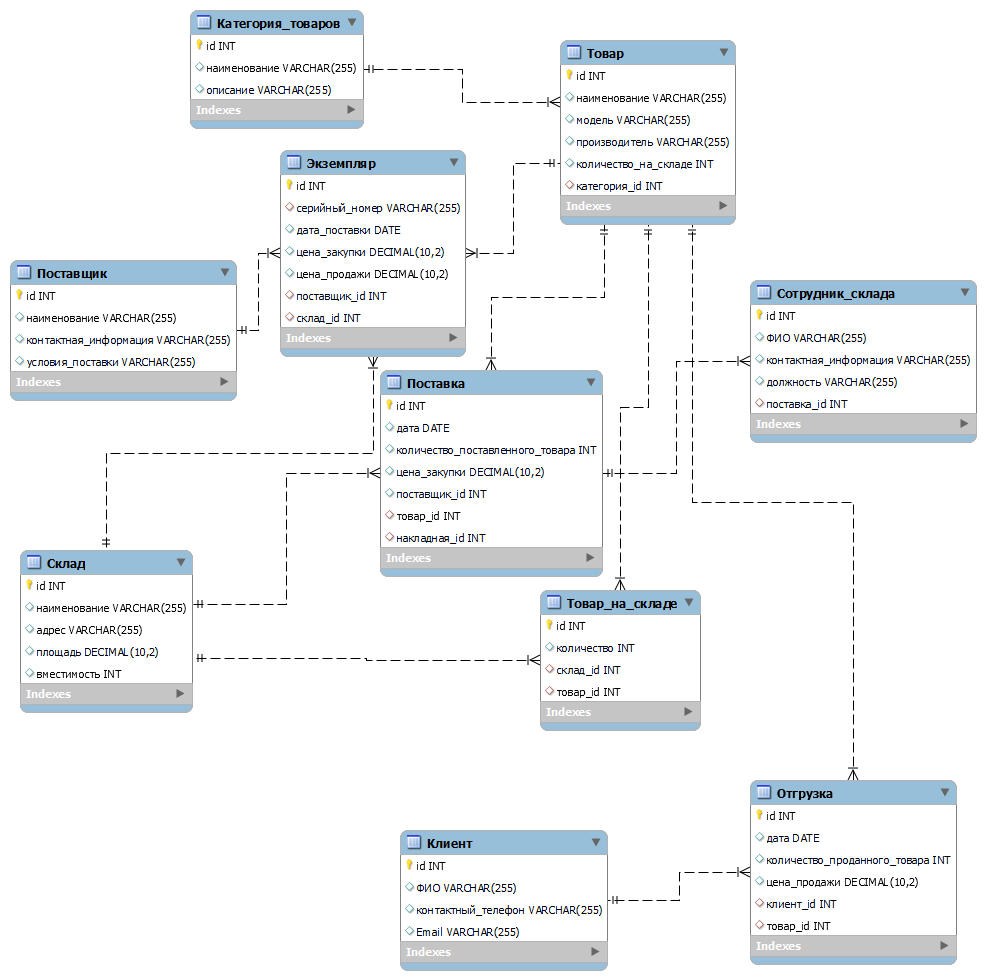 Категория_товаров
id INT
наименование VARCHAR(255)
описание VARCHAR(255)
Indexes
Товар
id INT
наименование VARCHAR(255)
модель VARCHAR(255)
производитель VARCHAR(255)
количество_на_складе INT
категория_id INT
Indexes
Экземпляр
id INT
серийный_номер VARCHAR(255)
дата_поставки DATE
цена_закупки DECIMAL(10,2)
цена_продажи DECIMAL(10,2)
поставщик_id INT
склад_id INT
Indexes
Поставщик
id INT
наименование VARCHAR(255)
контактная_информация VARCHAR(255)
условия_поставки VARCHAR(255)
Indexes
Сотрудник_склада
id INT
ФИО VARCHAR(255)
контактная_информация VARCHAR(255)
должность VARCHAR(255)
поставка_id INT
Indexes
Поставка
id INT
дата DATE
количество_поставленного_товара INT
цена_закупки DECIMAL(10,2)
поставщик_id INT
товар_id INT
накладная_id INT
Indexes
Склад
id INT
наименование VARCHAR(255)
адрес VARCHAR(255)
площадь DECIMAL(10,2)
вместимость INT
Indexes
Товар_на_складе
id INT
количество INT
склад_id INT
товар_id INT
Indexes
Отгрузка
id INT
дата DATE
количество_проданного_товара INT
цена_продажи DECIMAL(10,2)
клиент_id INT
товар_id INT
Indexes
Клиент
id INT
ФИО VARCHAR(255)
контактный_телефон VARCHAR(255)
Email VARCHAR(255)
Indexes